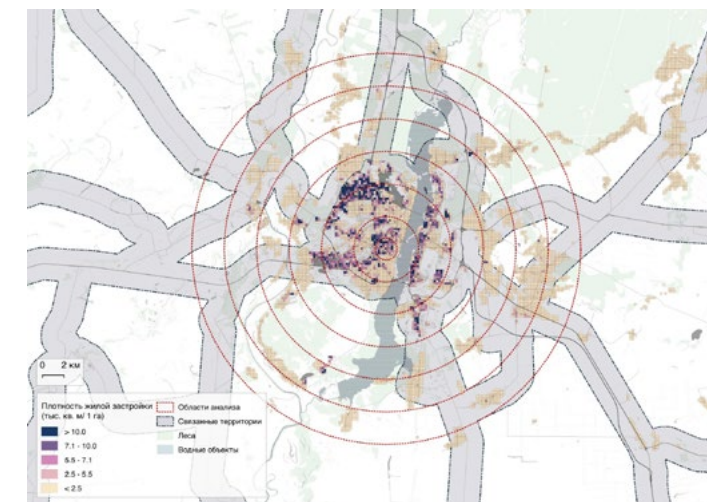 0 2 км
Плотность жилой застройки
(тыс. кв. м/ 1 га)
> 10.0
7.1 - 10.0
5.5 - 7.1
2.5 - 5.5
< 2.5
Области анализа
Связанные территории
Леса
Водные объекты